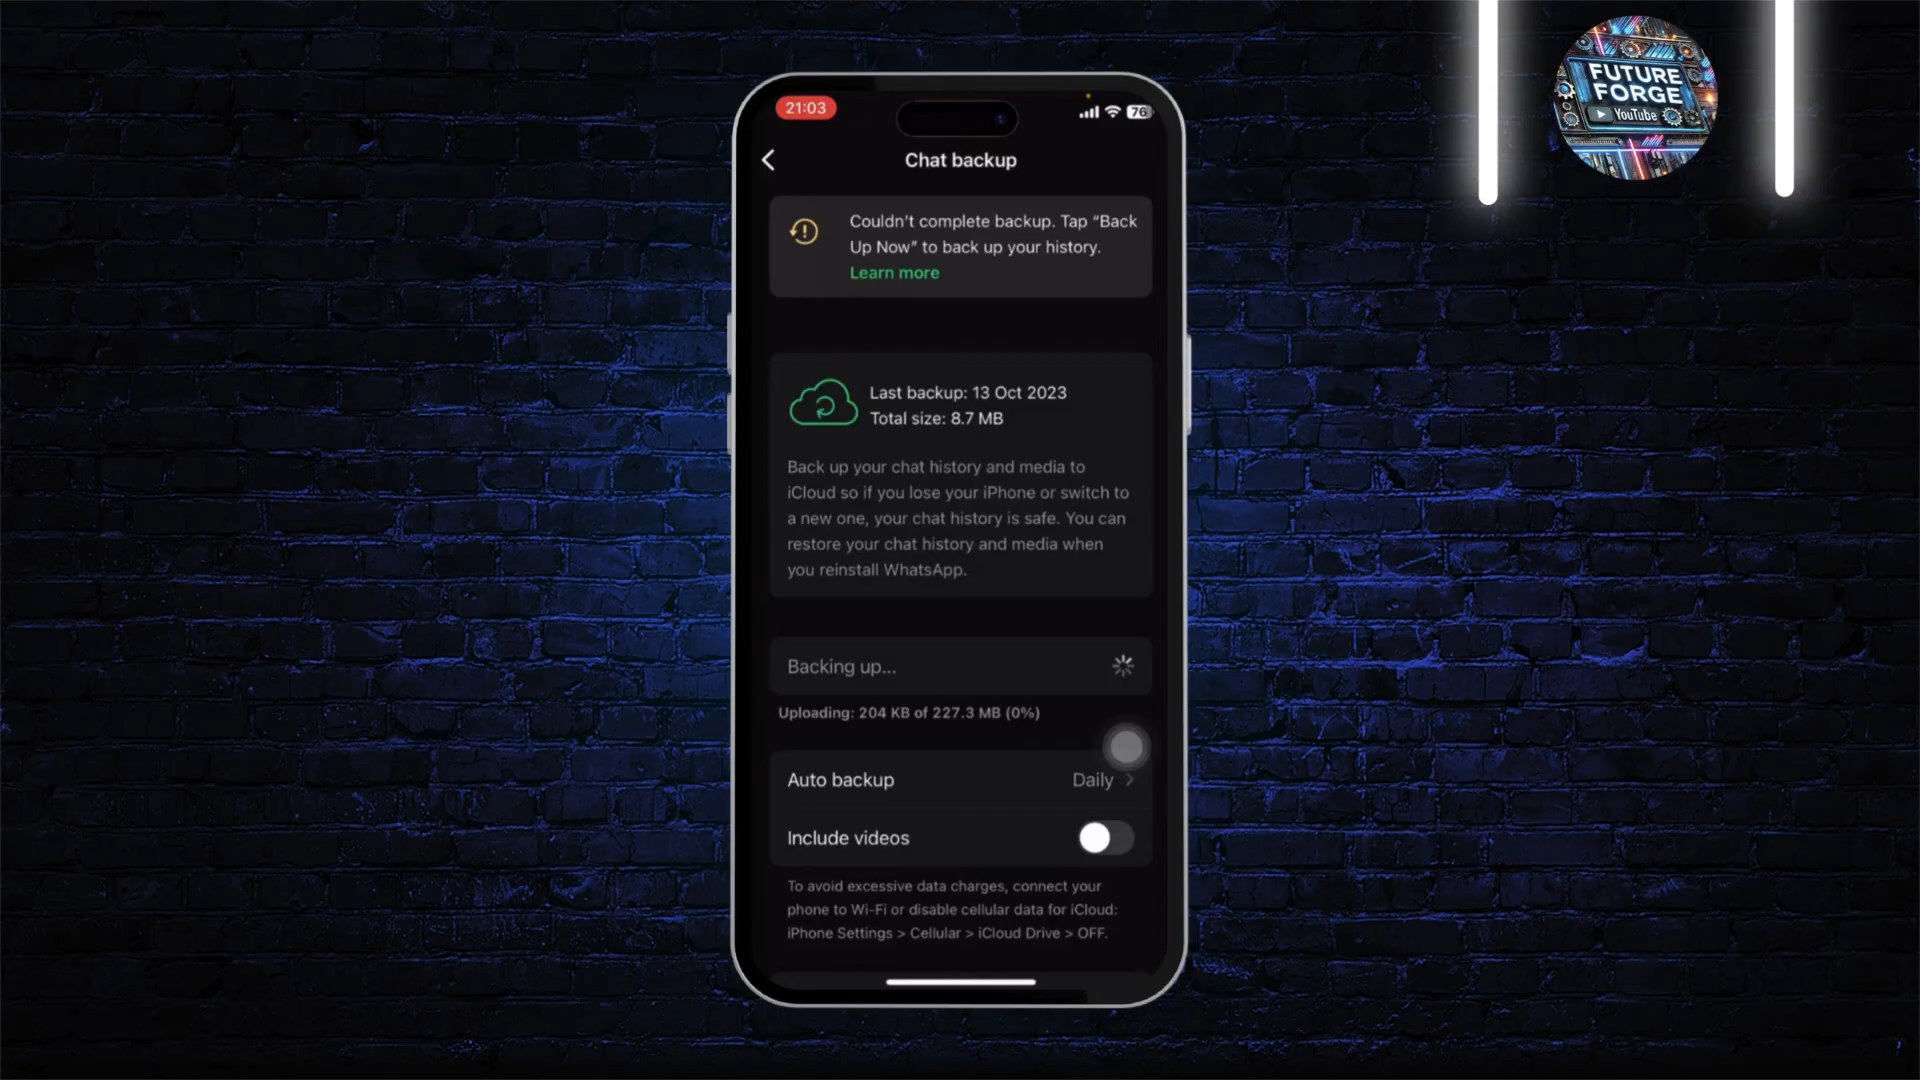 FUTURE
FORGE
YouTube
21:03
76
Chat backup
Couldn't complete backup. Tap “Back
Up Now” to back up your history.
Learn more
Last backup: 13 Oct 2023
Total size: 8.7 MB
Back up your chat history and media to
iCloud so if you lose your iPhone or switch to
a new one, your chat history is safe. You can
restore your chat history and media when
you reinstall WhatsApp.
Backing up...
Uploading: 204 KB of 227.3 MB (0%)
Auto backup Daily
Include videos
To avoid excessive data charges, connect your
phone to Wi-Fi or disable cellular data for iCloud:
iPhone Settings > Cellular > iCloud Drive > OFF.